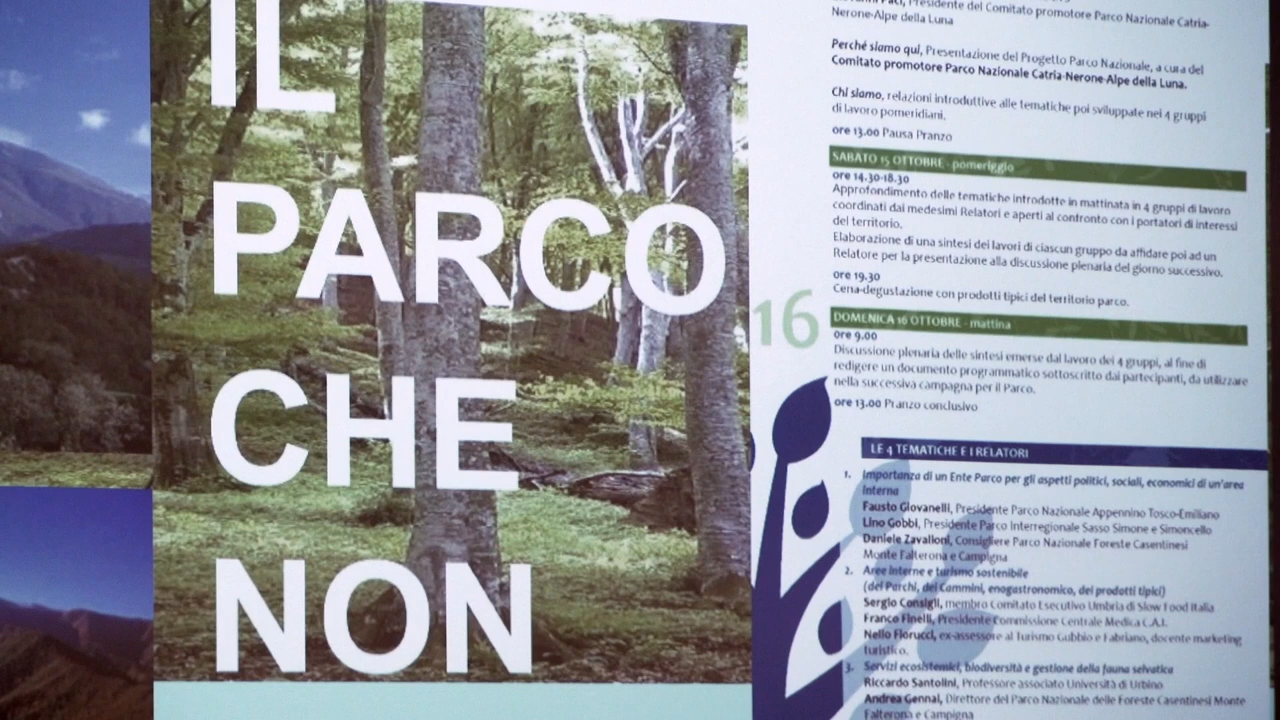 IL
PARCO
CHE
NON
Presidente del Comitato promotore Parco Nazionale Catria-
Nerone-Alpe della Luna
Perché siamo qui, Presentazione del Progetto Parco Nazionale, a cura del
Comitato promotore Parco Nazionale Catria-Nerone-Alpe della Luna.
Chi siamo, relazioni introduttive alle tematiche poi sviluppate nei 4 gruppi
di lavoro pomeridiani.
ore 13.00 Pausa Pranzo
SABATO 15 OTTOBRE - pomeriggio
ore 14.30-18.30
Approfondimento delle tematiche introdotte in mattinata in 4 gruppi di lavoro
coordinati dai medesimi Relatori e aperti al confronto con i portatori di interessi
del territorio.
Elaborazione di una sintesi dei lavori di ciascun gruppo da affidare poi ad un
Relatore per la presentazione alla discussione plenaria del giorno successivo.
ore 19.30
Cena-degustazione con prodotti tipici del territorio parco.
16
DOMENICA 16 OTTOBRE - mattina
ore 9.00
Discussione plenaria delle sintesi emerse dal lavoro dei 4 gruppi, al fine di
redigere un documento programmatico sottoscritto dai partecipanti, da utilizzare
nella successiva campagna per il Parco.
ore 13.00 Pranzo conclusivo
LE 4 TEMATICHE E I RELATORI
1. Importanza di un Ente Parco per gli aspetti politici, sociali, economici di un'area
interna
Fausto Giovanelli, Presidente Parco Nazionale Appennino Tosco-Emiliano
Lino Gobbi, Presidente Parco Interregionale Sasso Simone e Simoncello
Daniele Zavalloni, Consigliere Parco Nazionale Foreste Casentinesi
Monte Falterona e Campigna
2. Aree interne e turismo sostenibile
(dei Parchi, dei Cammini, enogastronomico, dei prodotti tipici)
Sergio Consigli, membro Comitato Esecutivo Umbria di Slow Food Italia
Franco Finelli, Presidente Commissione Centrale Medica C.A.I.
Nello Fiorucci, ex-assessore al Turismo Gubbio e Fabriano, docente marketing
turistico.
3. Servizi ecosistemici, biodiversità e gestione della fauna selvatica
Riccardo Santolini, Professore associato Università di Urbino
Andrea Gennai, Direttore del Parco Nazionale delle Foreste Casentinesi Monte
Falterona e Campigna